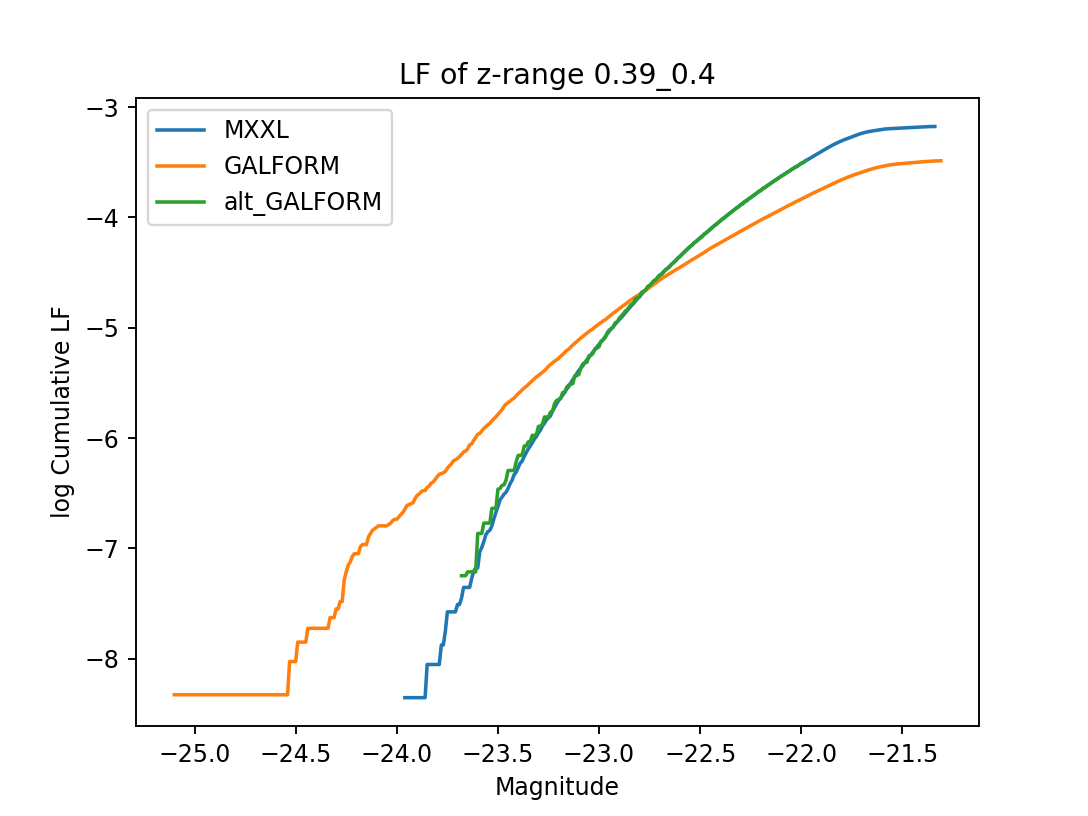 LF of z-range 0.39_0.4
MXXL
GALFORM
alt_GALFORM
−3
−4
−5
−6
−7
−8
log Cumulative LF
−25.0 −24.5 −24.0 −23.5 −23.0 −22.5 −22.0 −21.5
Magnitude